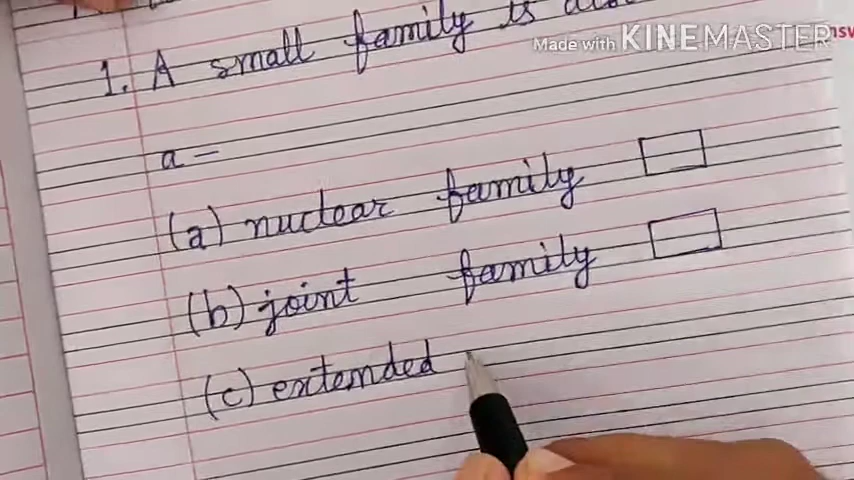 1. A small family is
a –
(a) nuclear family
(b) joint family
(c) extended
Made with KINEMASTER